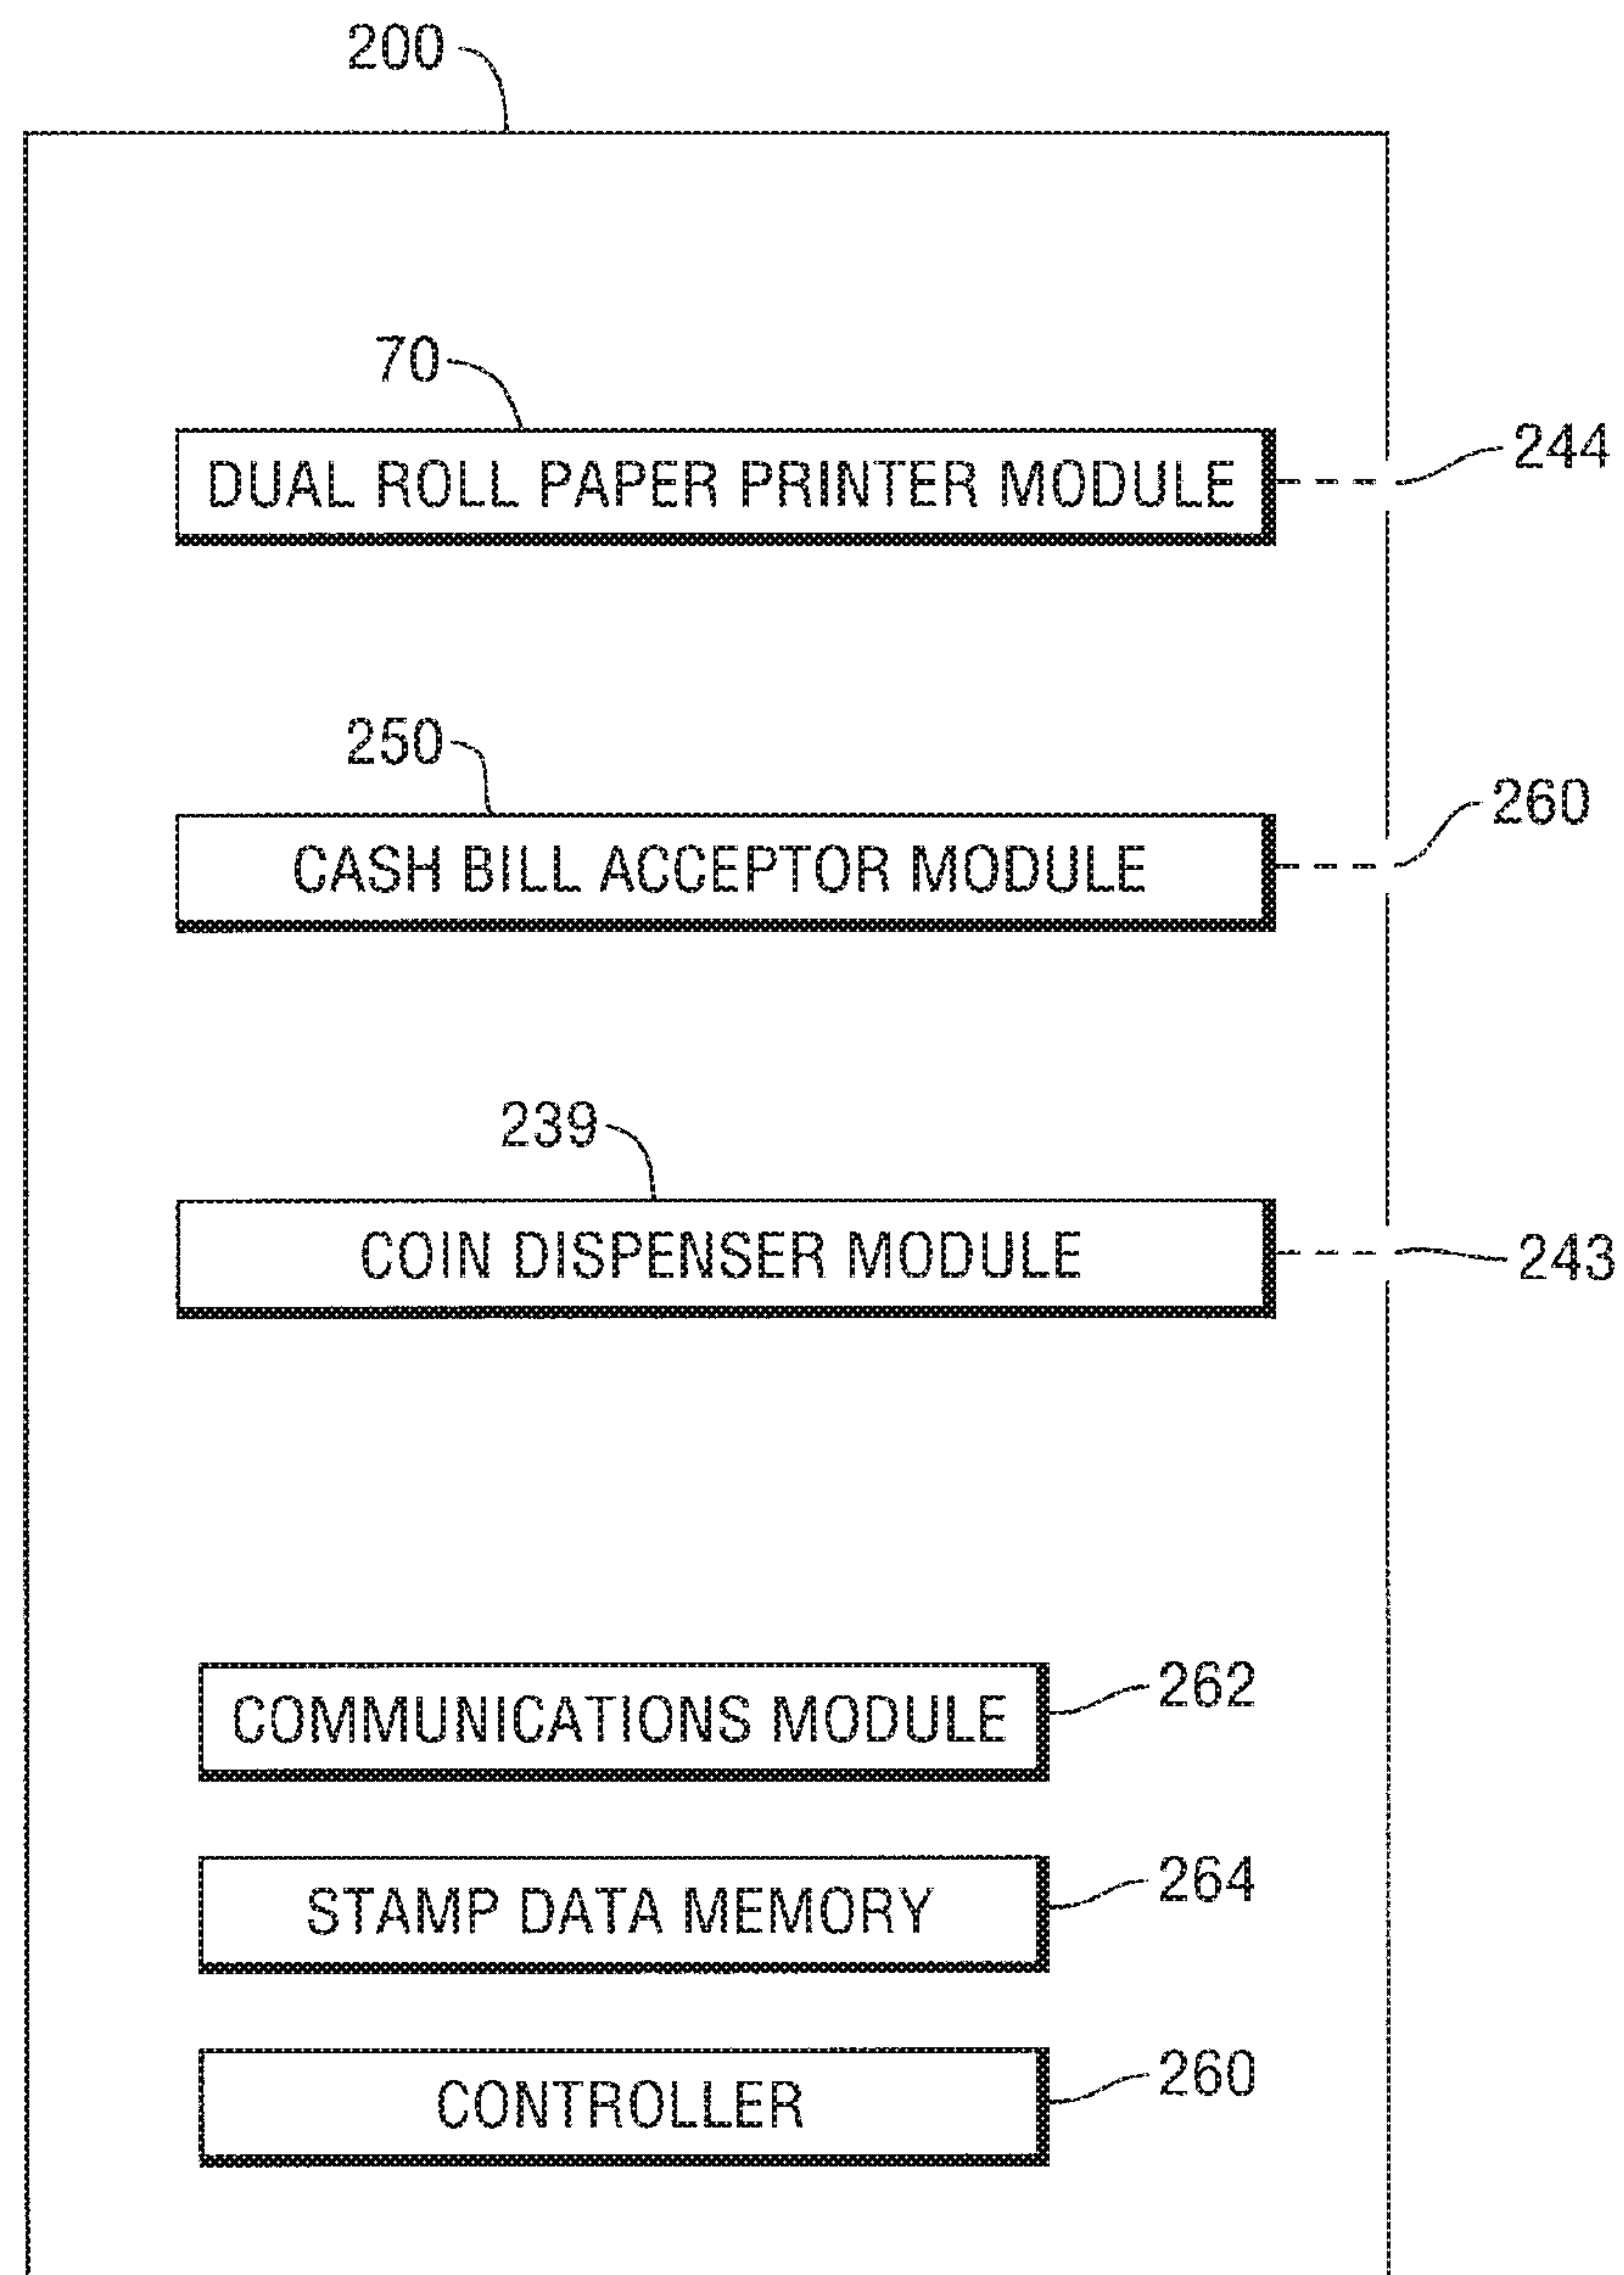 200
70
DUAL ROLL PAPER PRINTER MODULE
244
250
CASH BILL ACCEPTOR MODULE
260
239
COIN DISPENSER MODULE
243
COMMUNICATIONS MODULE
262
STAMP DATA MEMORY
264
CONTROLLER
260